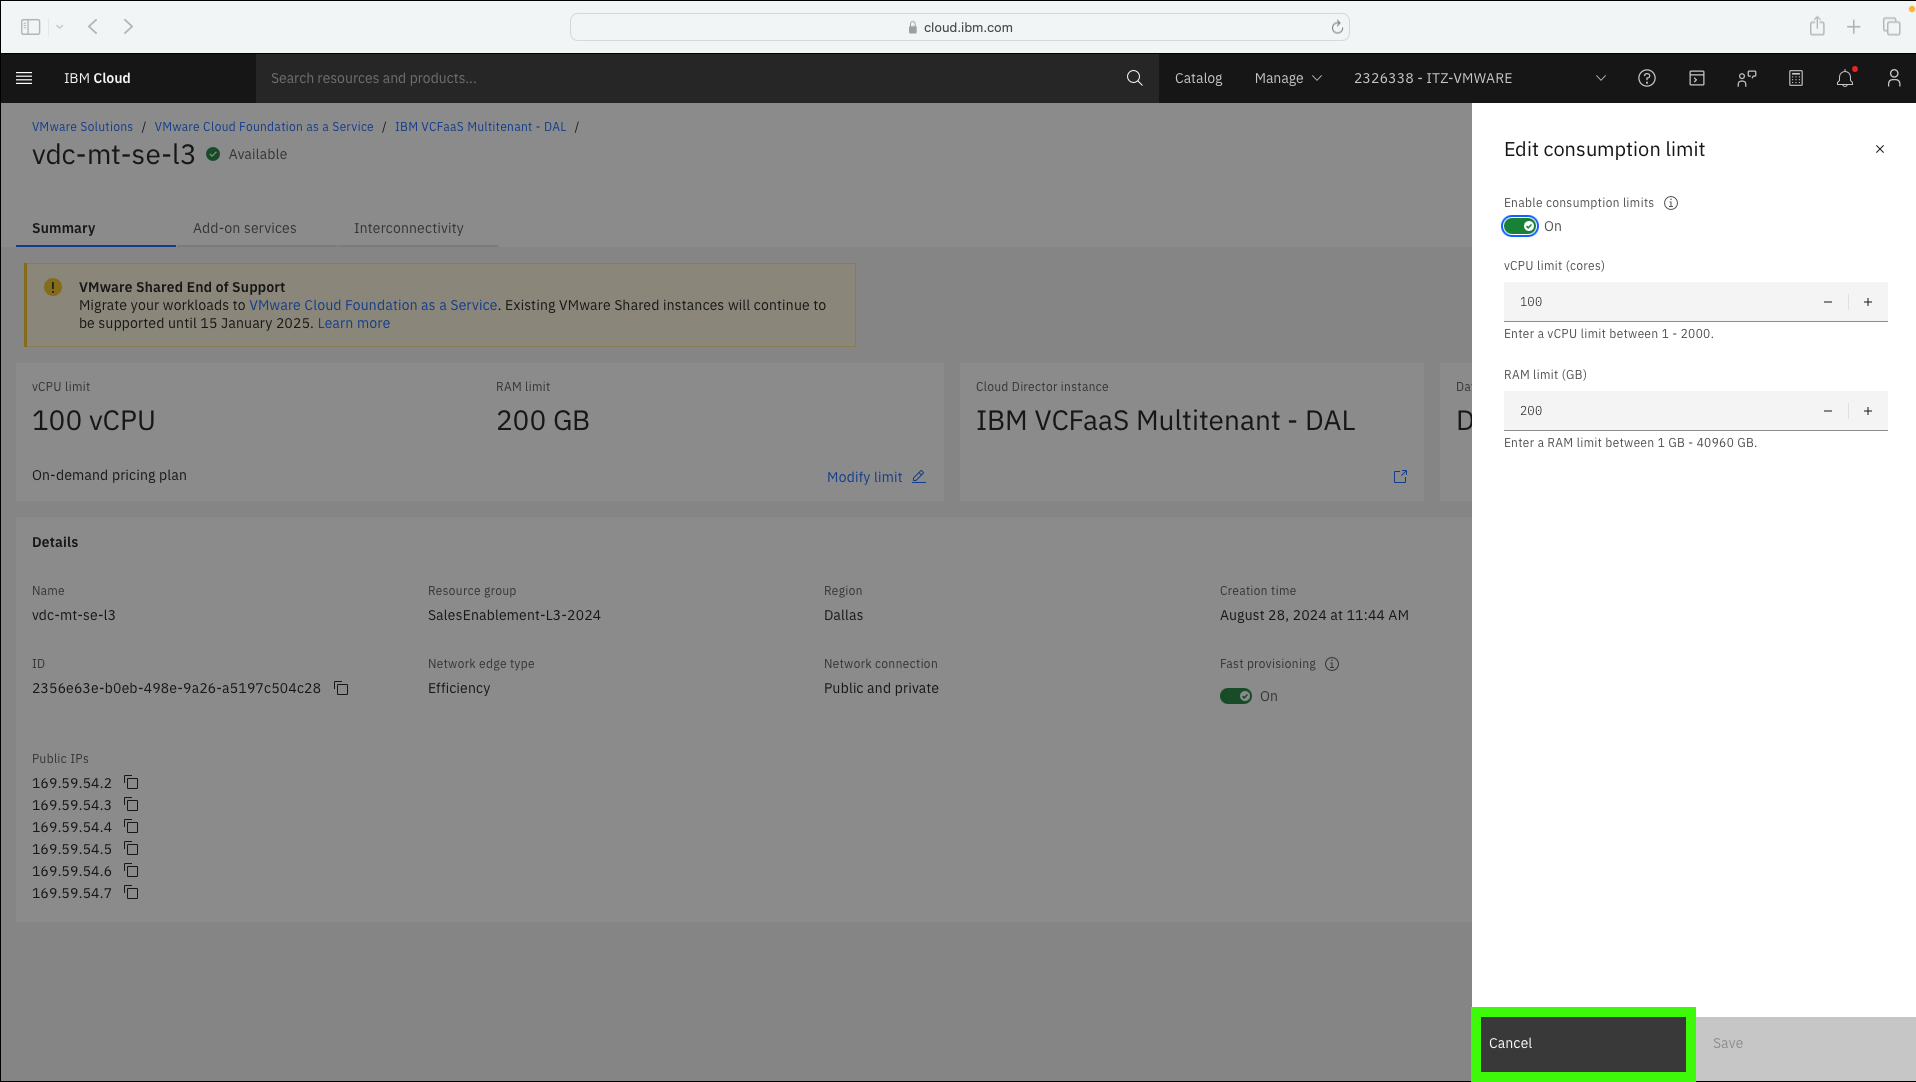 cloud.ibm.com
IBM Cloud
Search resources and products...
Catalog
Manage
2326338 - ITZ-VMWARE
VMware Solutions / VMware Cloud Foundation as a Service / IBM VCFaaS Multitenant - DAL /
vdc-mt-se-l3
Available
Summary
Add-on services
Interconnectivity
VMware Shared End of Support
Migrate your workloads to VMware Cloud Foundation as a Service. Existing VMware Shared instances will continue to
be supported until 15 January 2025. Learn more
vCPU limit
100 vCPU
RAM limit
200 GB
On-demand pricing plan
Modify limit
Cloud Director instance
IBM VCFaaS Multitenant - DAL
Da
D
Details
Name
vdc-mt-se-l3
Resource group
SalesEnablement-L3-2024
Region
Dallas
Creation time
August 28, 2024 at 11:44 AM
ID
2356e63e-b0eb-498e-9a26-a5197c504c28
Network edge type
Efficiency
Network connection
Public and private
Fast provisioning
On
Public IPs
169.59.54.2
169.59.54.3
169.59.54.4
169.59.54.5
169.59.54.6
169.59.54.7
Edit consumption limit
Enable consumption limits
On
vCPU limit (cores)
100
Enter a vCPU limit between 1 - 2000.
RAM limit (GB)
200
Enter a RAM limit between 1 GB - 40960 GB.
Cancel
Save